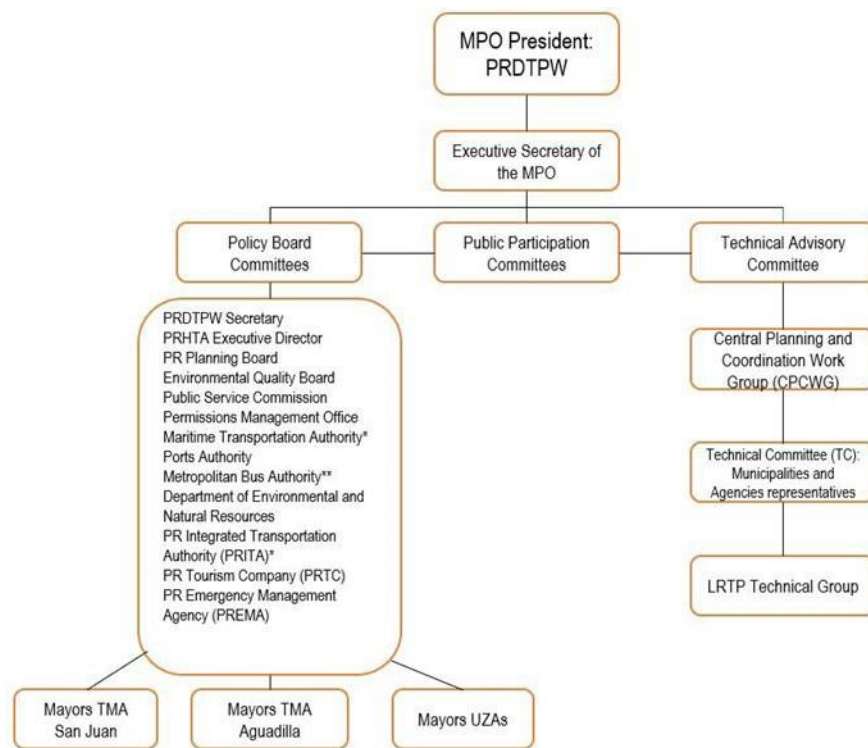 MPO President:
PRDTPW
Executive Secretary of
the MPO
Policy Board
Committees
Public Participation
Committees
Technical Advisory
Committee
PRDTPW Secretary
PRHTA Executive Director
PR Planning Board
Environmental Quality Board
Public Service Commission
Permissions Management Office
Maritime Transportation Authority*
Ports Authority
Metropolitan Bus Authority**
Department of Environmental and
Natural Resources
PR Integrated Transportation
Authority (PRITA)*
PR Tourism Company (PRTC)
PR Emergency Management
Agency (PREMA)
Central Planning and
Coordination Work
Group (CPCWG)
Technical Committee (TC):
Municipalities and
Agencies representatives
LRTP Technical Group
Mayors TMA
San Juan
Mayors TMA
Aguadilla
Mayors UZAs